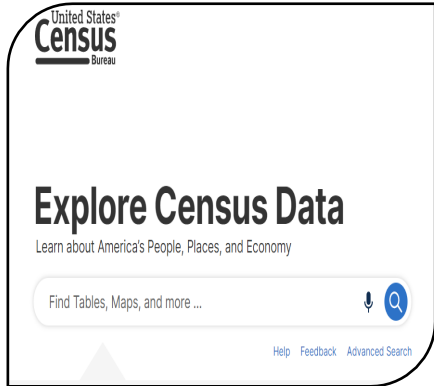 United States®
Census
Bureau
Explore Census Data
Learn about America's People, Places, and Economy
Find Tables, Maps, and more ...
Help Feedback Advanced Search